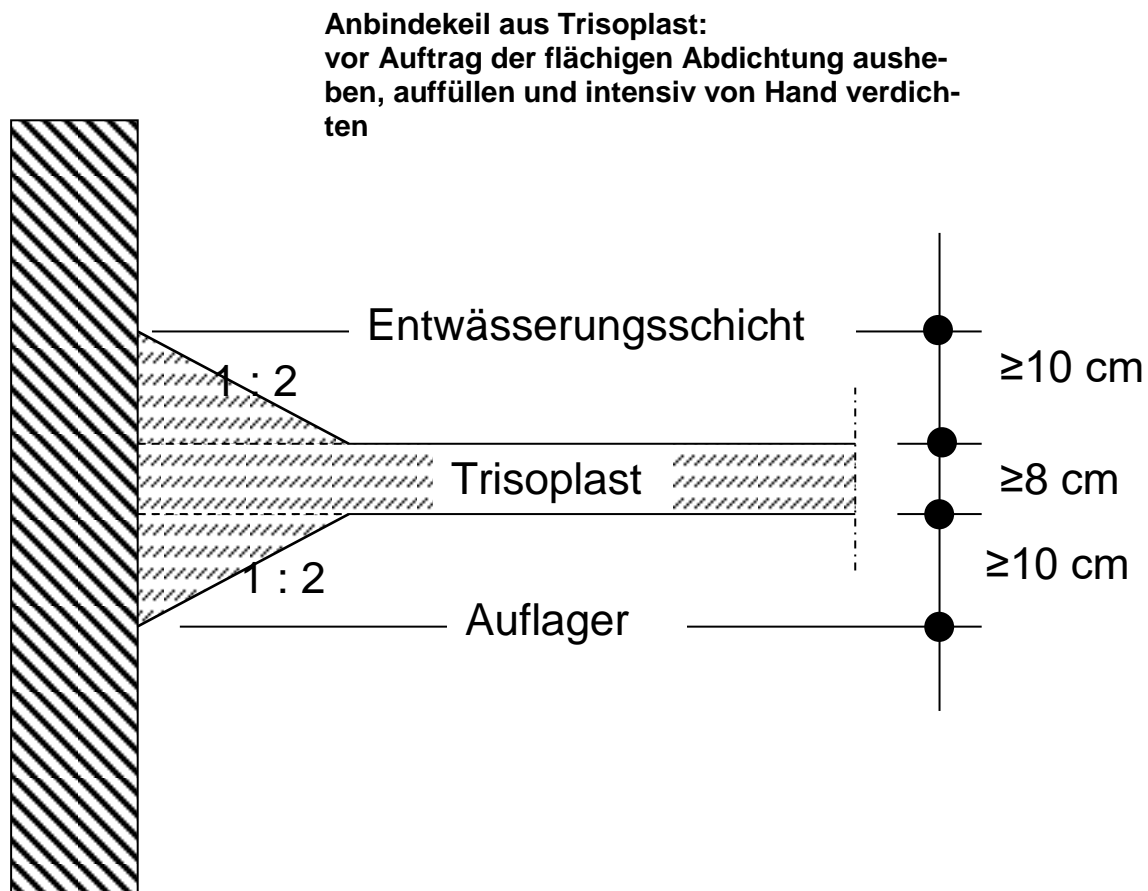 Anbindekeil aus Trisoplast:
vor Auftrag der flächigen Abdichtung aushe-
ben, auffüllen und intensiv von Hand verdich-
ten
Entwässerungsschicht
≥10 cm
1 : 2
Trisoplast
≥8 cm
≥10 cm
1 : 2
Auflager